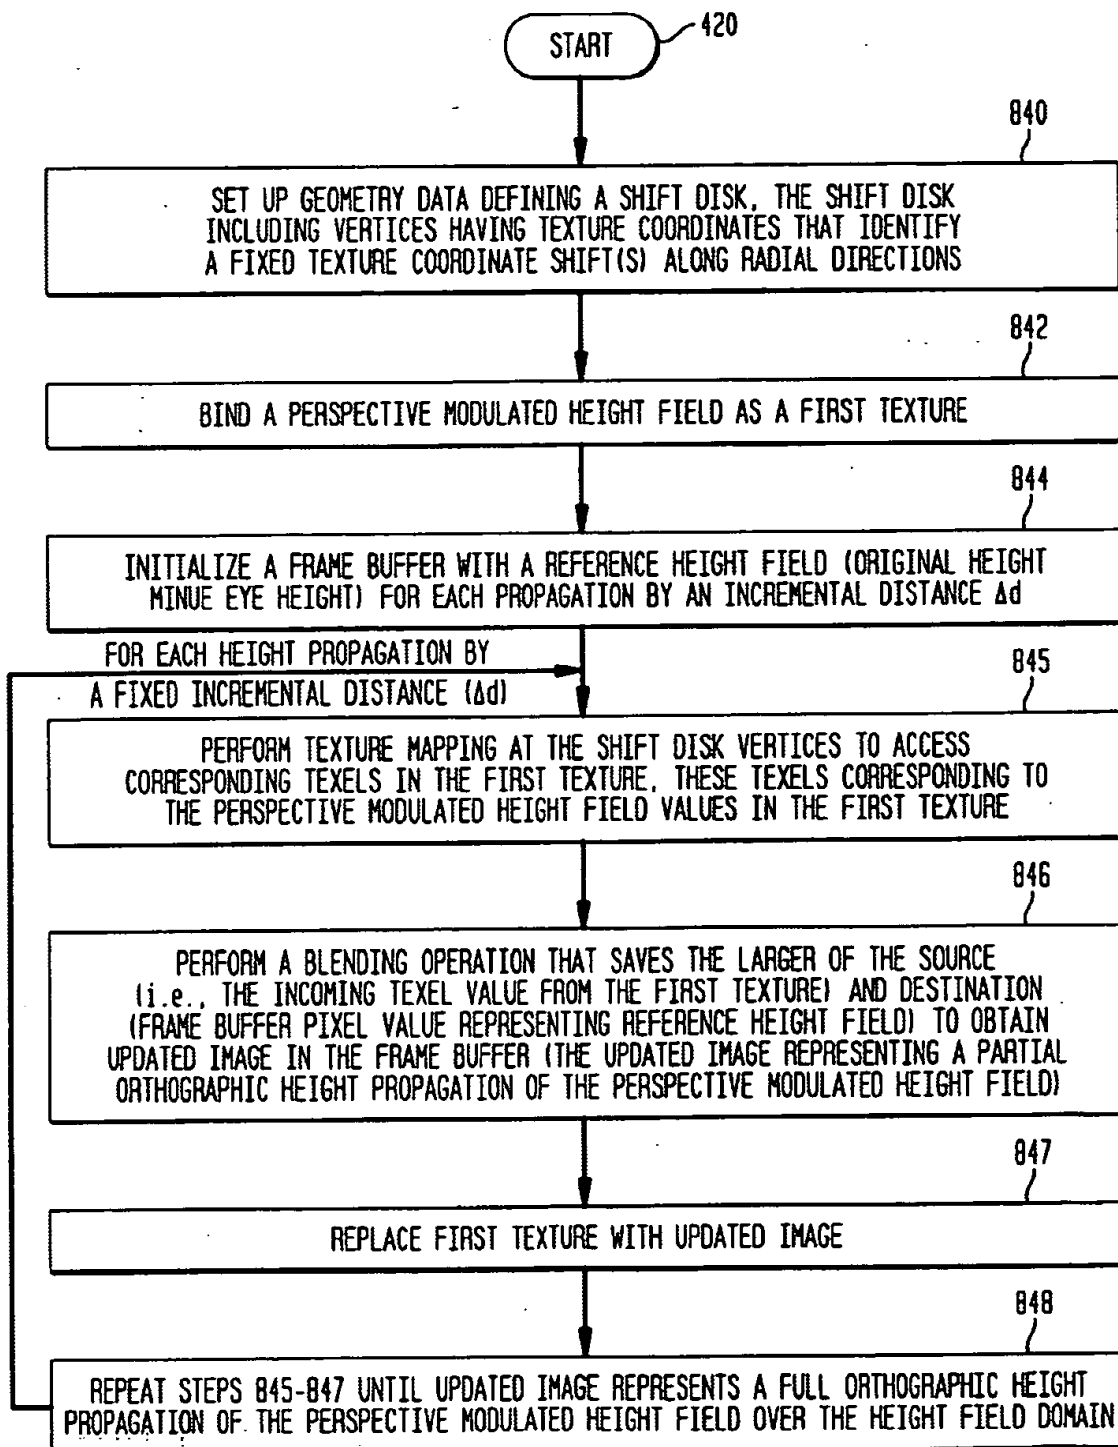 START
420
840
SET UP GEOMETRY DATA DEFINING A SHIFT DISK, THE SHIFT DISK
INCLUDING VERTICES HAVING TEXTURE COORDINATES THAT IDENTIFY
A FIXED TEXTURE COORDINATE SHIFT(S) ALONG RADIAL DIRECTIONS
842
BIND A PERSPECTIVE MODULATED HEIGHT FIELD AS A FIRST TEXTURE
844
INITIALIZE A FRAME BUFFER WITH A REFERENCE HEIGHT FIELD (ORIGINAL HEIGHT
MINUE EYE HEIGHT) FOR EACH PROPAGATION BY AN INCREMENTAL DISTANCE Δd
FOR EACH HEIGHT PROPAGATION BY
A FIXED INCREMENTAL DISTANCE (Δd)
845
PERFORM TEXTURE MAPPING AT THE SHIFT DISK VERTICES TO ACCESS
CORRESPONDING TEXELS IN THE FIRST TEXTURE, THESE TEXELS CORRESPONDING TO
THE PERSPECTIVE MODULATED HEIGHT FIELD VALUES IN THE FIRST TEXTURE
846
PERFORM A BLENDING OPERATION THAT SAVES THE LARGER OF THE SOURCE
(i.e., THE INCOMING TEXEL VALUE FROM THE FIRST TEXTURE) AND DESTINATION
(FRAME BUFFER PIXEL VALUE REPRESENTING REFERENCE HEIGHT FIELD) TO OBTAIN
UPDATED IMAGE IN THE FRAME BUFFER (THE UPDATED IMAGE REPRESENTING A PARTIAL
ORTHOGRAPHIC HEIGHT PROPAGATION OF THE PERSPECTIVE MODULATED HEIGHT FIELD)
847
REPLACE FIRST TEXTURE WITH UPDATED IMAGE
848
REPEAT STEPS 845-847 UNTIL UPDATED IMAGE REPRESENTS A FULL ORTHOGRAPHIC HEIGHT
PROPAGATION OF THE PERSPECTIVE MODULATED HEIGHT FIELD OVER THE HEIGHT FIELD DOMAIN